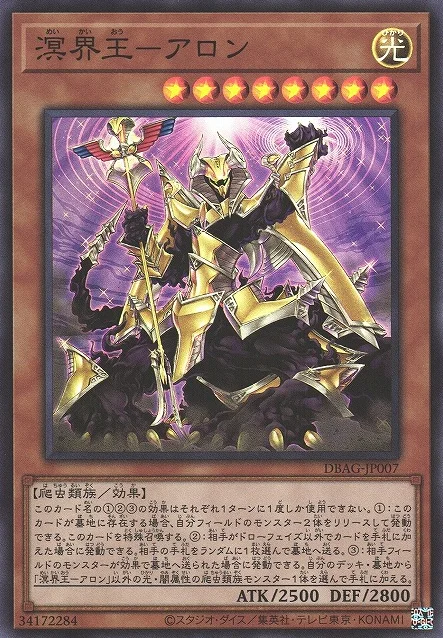 溟界王－アロン
光
DBAG-JP007
【爬虫類族／効果】
このカード名の①②③の効果はそれぞれ1ターンに1度しか使用できない。①：この
カードが墓地に存在する場合、自分フィールドのモンスター2体をリリースして発動
できる。このカードを特殊召喚する。②：相手がドローフェイズ以外でカードを手札に加
えた場合に発動できる。相手の手札をランダムに1枚選んで墓地へ送る。③：相手フィー
ルドのモンスターが効果で墓地へ送られた場合に発動できる。自分のデッキ・墓地から
「溟界王－アロン」以外の光・闇属性の爬虫類族モンスター1体を選んで手札に加える。
ATK/2500 DEF/2800
34172284
©スタジオ・ダイス／集英社・テレビ東京・KONAMI